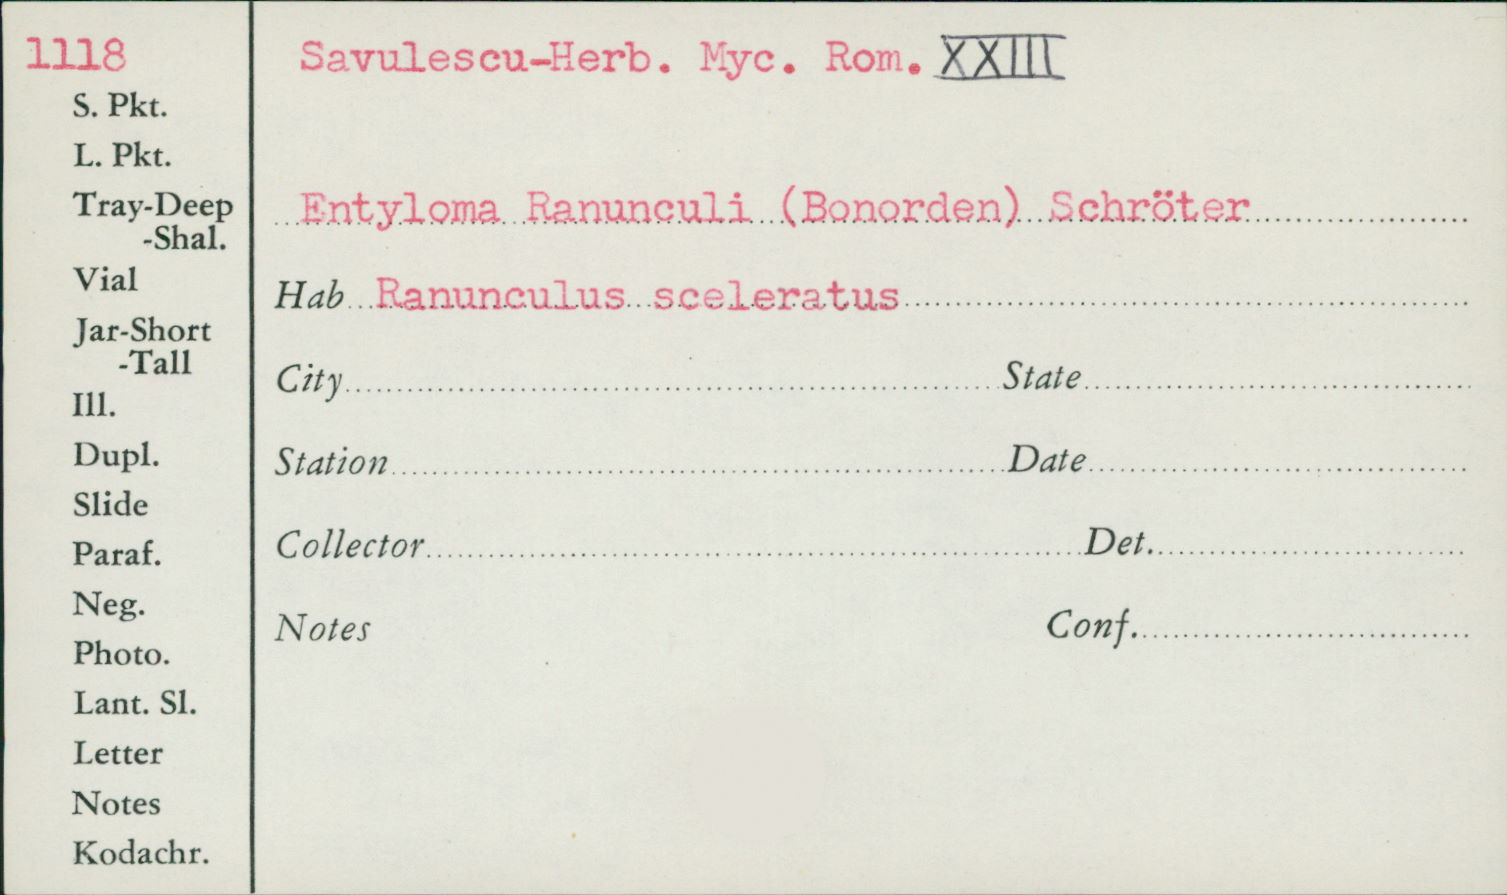 1118
S. Pkt.
L. Pkt.
Tray-Deep
-Shal.
Vial
Jar-Short
-Tall
Ill.
Dupl.
Slide
Paraf.
Neg.
Photo.
Lant. Sl.
Letter
Notes
Kodachr.
Savulescu-Herb. Myc. Rom. XXIII
Entyloma Ranunculi (Bonorden) Schröter
Hab Ranunculus sceleratus
City State
Station Date
Collector Det.
Notes Conf.